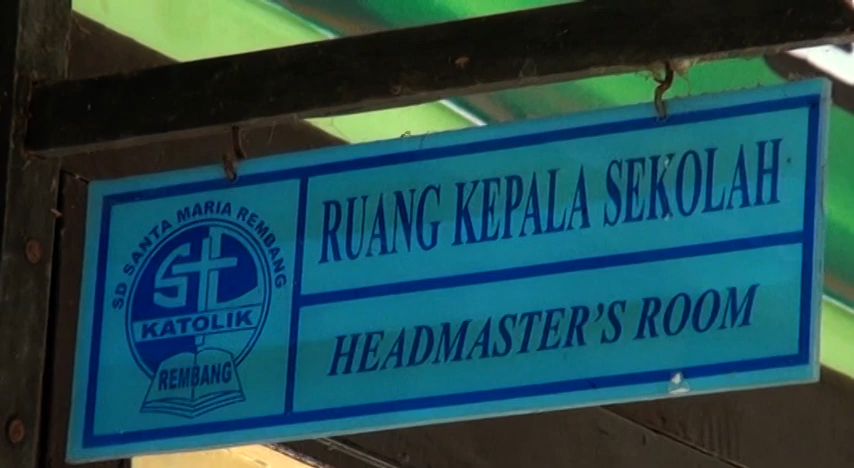 SD SANTA MARIA REMBANG
KATOLIK
REMBANG
RUANG KEPALA SEKOLAH
HEADMASTER'S ROOM